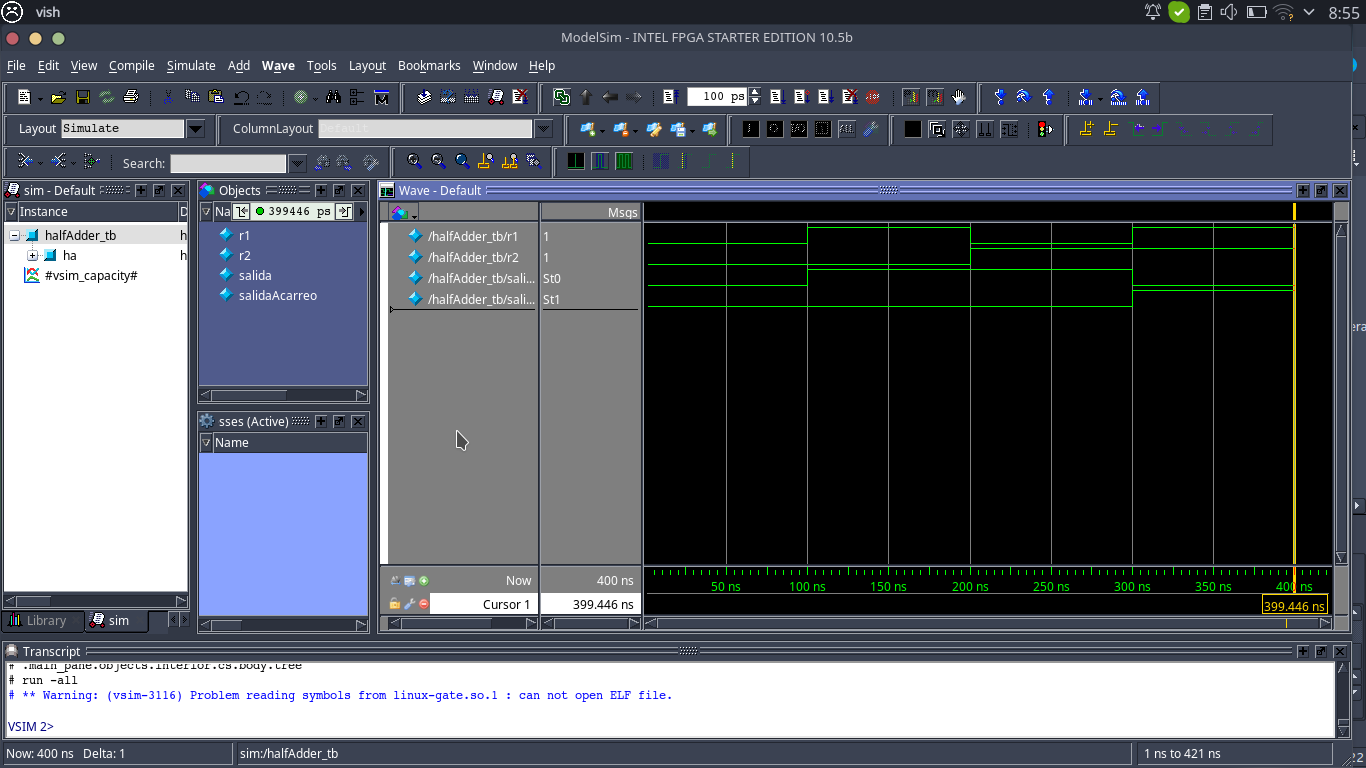 vish
8:55
ModelSim - INTEL FPGA STARTER EDITION 10.5b
File Edit View Compile Simulate Add Wave Tools Layout Bookmarks Window Help
100 ps
Layout Simulate ColumnLayout Default
Search:
sim - Default
Instance D
halfAdder_tb h
ha h
#vsim_capacity#
Library sim
Objects
Na 399446 ps
r1
r2
salida
salidaAcarreo
sses (Active)
Name
Wave - Default
Msgs
/halfAdder_tb/r1 1
/halfAdder_tb/r2 1
/halfAdder_tb/sali... St0
/halfAdder_tb/sali... St1
Now 400 ns
Cursor 1 399.446 ns
50 ns 100 ns 150 ns 200 ns 250 ns 300 ns 350 ns 400 ns
399.446 ns
Transcript
# .main_pane.objects.interior.cs.body.tree
# run -all
# ** Warning: (vsim-3116) Problem reading symbols from linux-gate.so.1 : can not open ELF file.
VSIM 2>
Now: 400 ns Delta: 1 sim:/halfAdder_tb 1 ns to 421 ns